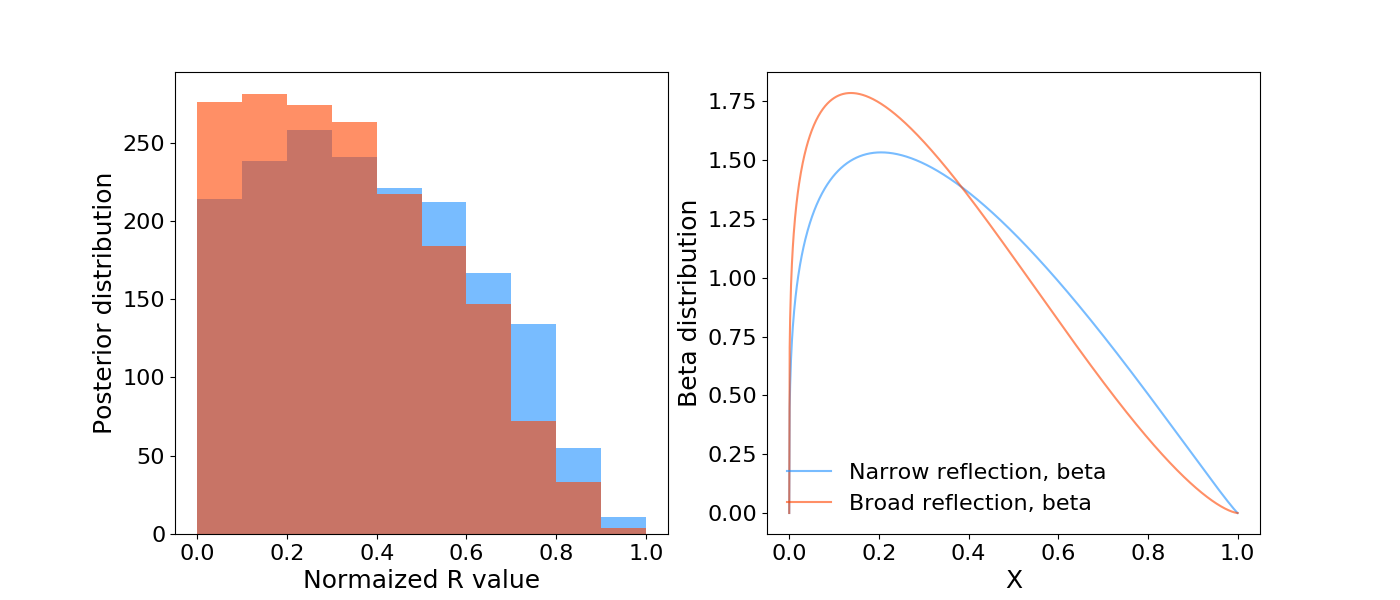 Posterior distribution
250
200
150
100
50
0
0.0 0.2 0.4 0.6 0.8 1.0
Normaized R value
Beta distribution
1.75
1.50
1.25
1.00
0.75
0.50
0.25
0.00
Narrow reflection, beta
Broad reflection, beta
0.0 0.2 0.4 0.6 0.8 1.0
X